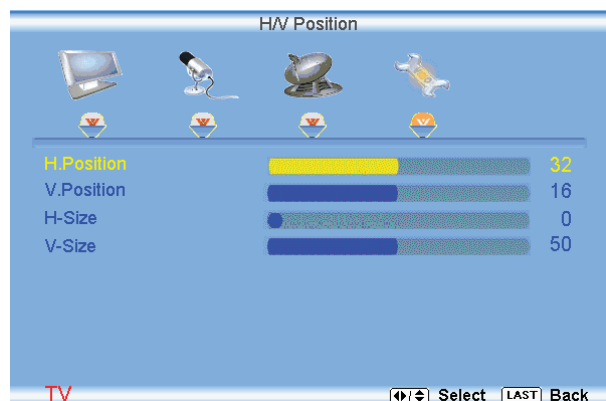 H/V Position
H.Position 32
V.Position 16
H-Size 0
V-Size 50
TV Select LAST Back